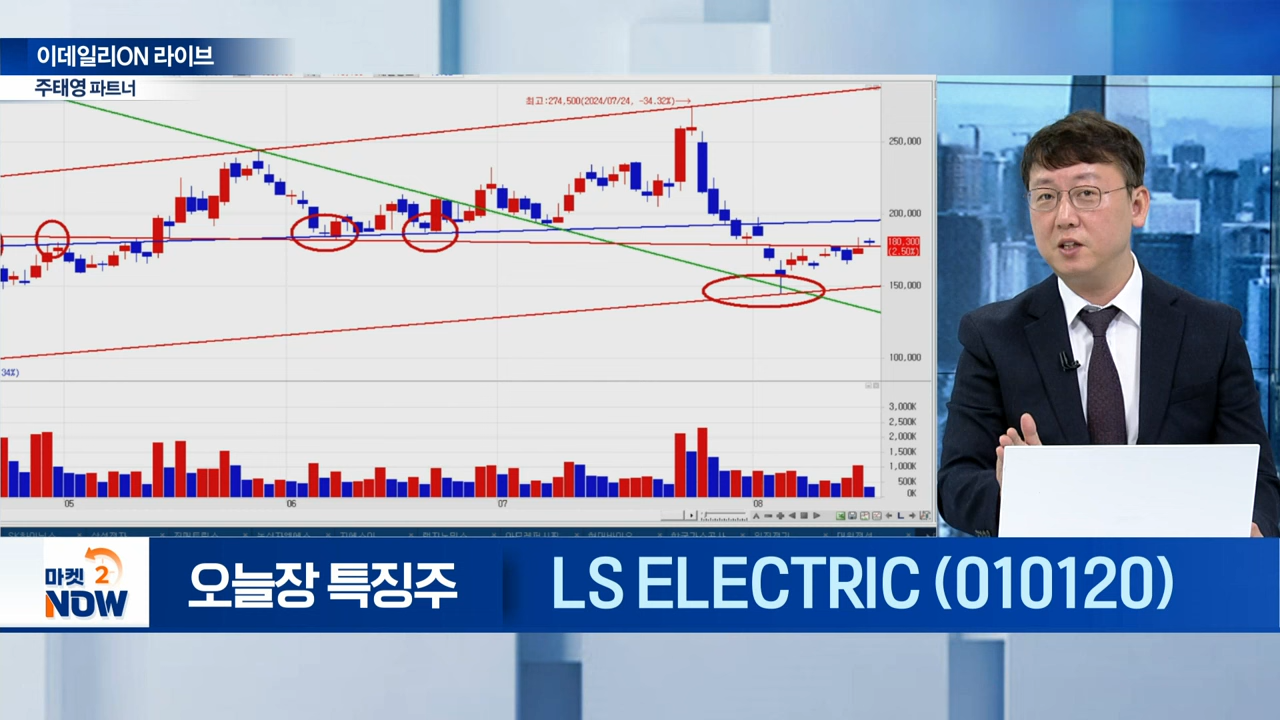 이데일리ON 라이브
주태영 파트너
최고:274,500(2024/07/24, -34.32%)→
250,000
200,000
180,300
(2.50%)
150,000
100,000
34%)
3,000K
2,500K
2,000K
1,500K
1,000K
500K
0K
05 06 07 08
마켓 2
NOW
오늘장 특징주
LS ELECTRIC (010120)